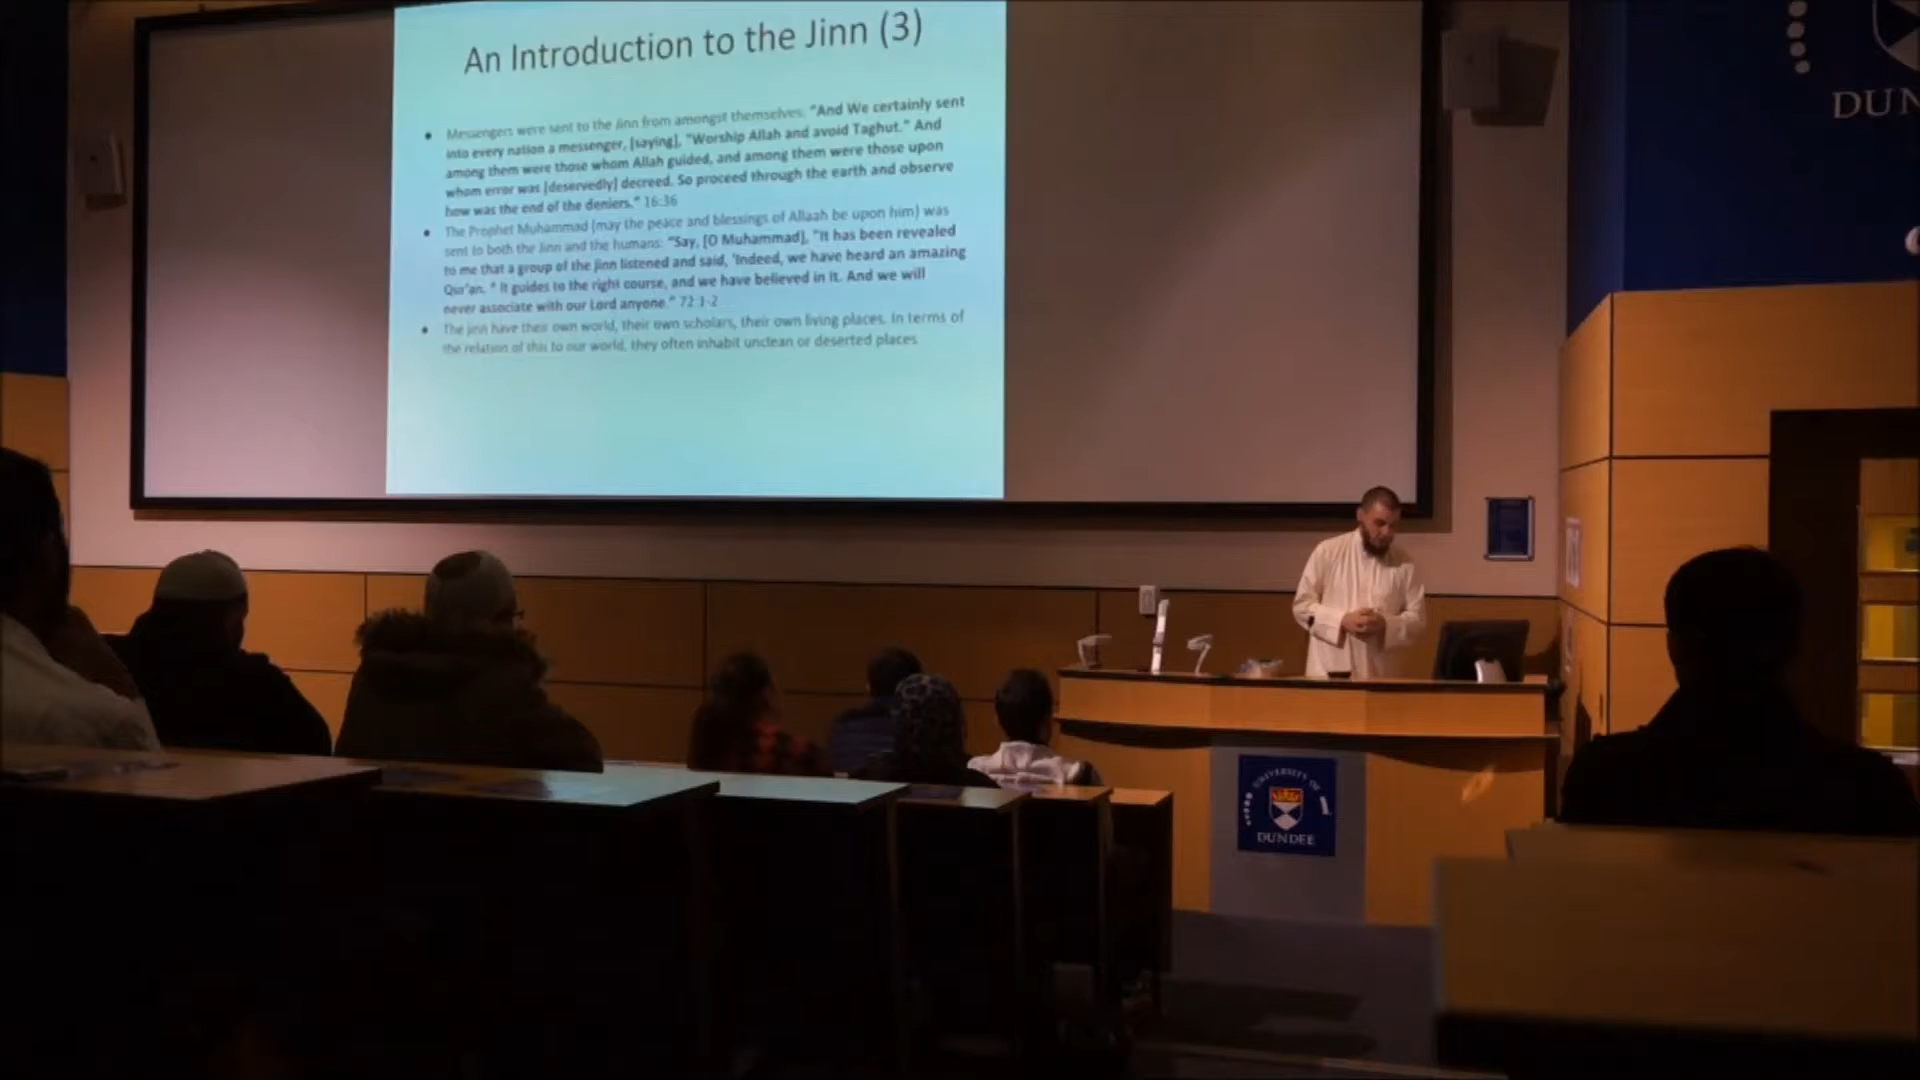 An Introduction to the Jinn (3)
• Messengers were sent to the Jinn from amongst themselves: "And We certainly sent
into every nation a messenger, [saying], "Worship Allah and avoid Taghut." And
among them were those whom Allah guided, and among them were those upon
whom error was [deservedly] decreed. So proceed through the earth and observe
how was the end of the deniers." 16:36
• The Prophet Muhammad (may the peace and blessings of Allaah be upon him) was
sent to both the Jinn and the humans: "Say, [O Muhammad], "It has been revealed
to me that a group of the jinn listened and said, 'Indeed, we have heard an amazing
Qur'an. * It guides to the right course, and we have believed in it. And we will
never associate with our Lord anyone." 72:1-2
• The jinn have their own world, their own scholars, their own living places. In terms of
the relation of this to our world, they often inhabit unclean or deserted places
DUN
UNIVERSITY OF
DUNDEE